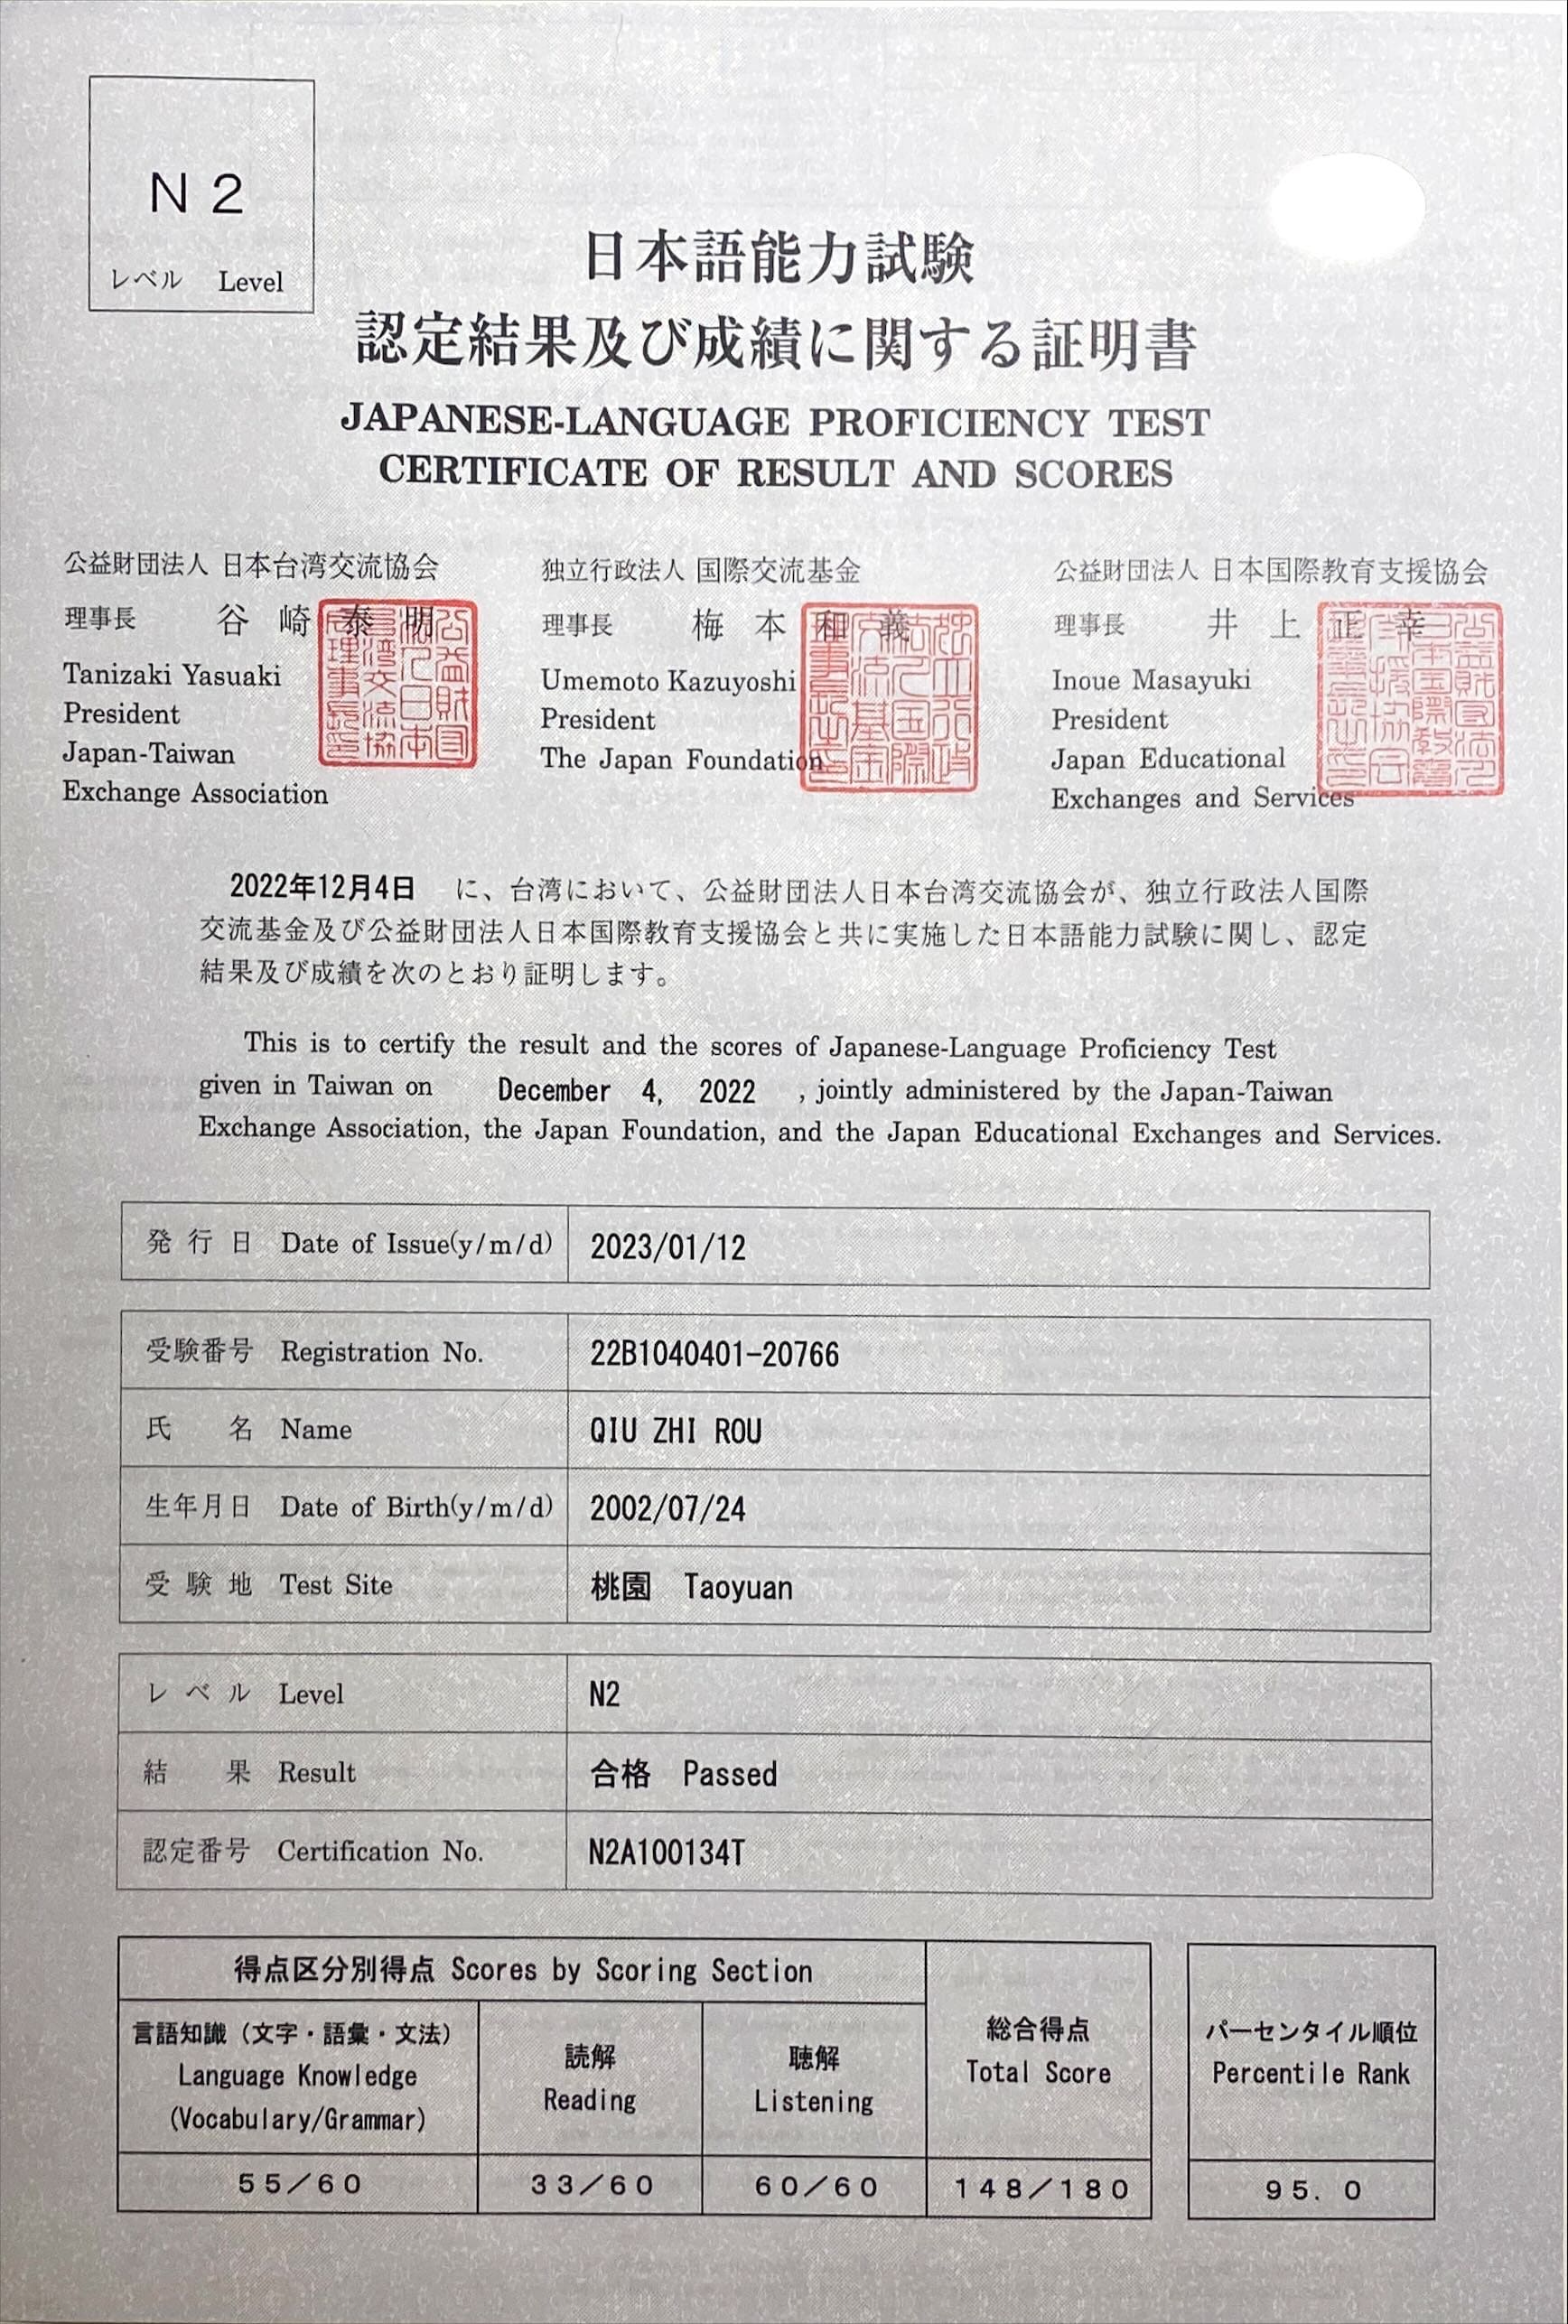 N2
レベル Level
日本語能力試験
認定結果及び成績に関する証明書
JAPANESE-LANGUAGE PROFICIENCY TEST
CERTIFICATE OF RESULT AND SCORES
公益財団法人 日本台湾交流協会
理事長 谷崎泰明
Tanizaki Yasuaki
President
Japan-Taiwan
Exchange Association
独立行政法人 国際交流基金
理事長 梅本和義
Umemoto Kazuyoshi
President
The Japan Foundation
公益財団法人 日本国際教育支援協会
理事長 井上正幸
Inoue Masayuki
President
Japan Educational
Exchanges and Services
2022年12月4日 に、台湾において、公益財団法人日本台湾交流協会が、独立行政法人国際
交流基金及び公益財団法人日本国際教育支援協会と共に実施した日本語能力試験に関し、認定
結果及び成績を次のとおり証明します。
This is to certify the result and the scores of Japanese-Language Proficiency Test
given in Taiwan on December 4, 2022 , jointly administered by the Japan-Taiwan
Exchange Association, the Japan Foundation, and the Japan Educational Exchanges and Services.
発行日 Date of Issue(y/m/d) 2023/01/12
受験番号 Registration No. 22B1040401-20766
氏名 Name QIU ZHI ROU
生年月日 Date of Birth(y/m/d) 2002/07/24
受験地 Test Site 桃園 Taoyuan
レベル Level N2
結果 Result 合格 Passed
認定番号 Certification No. N2A100134T
得点区分別得点 Scores by Scoring Section
言語知識（文字・語彙・文法）
Language Knowledge
(Vocabulary/Grammar)
読解
Reading
聴解
Listening
総合得点
Total Score
パーセンタイル順位
Percentile Rank
55／60 33／60 60／60 148／180 95.0